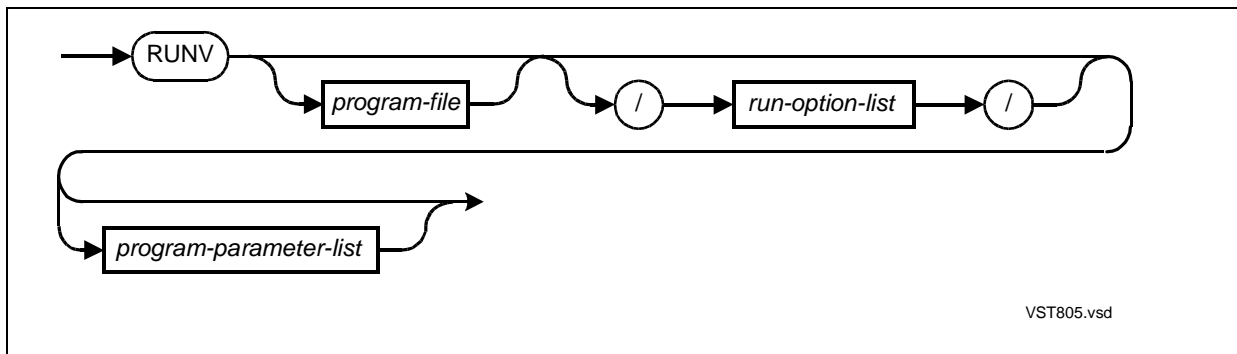 RUNV
program-file
/
run-option-list
/
program-parameter-list
VST805.vsd